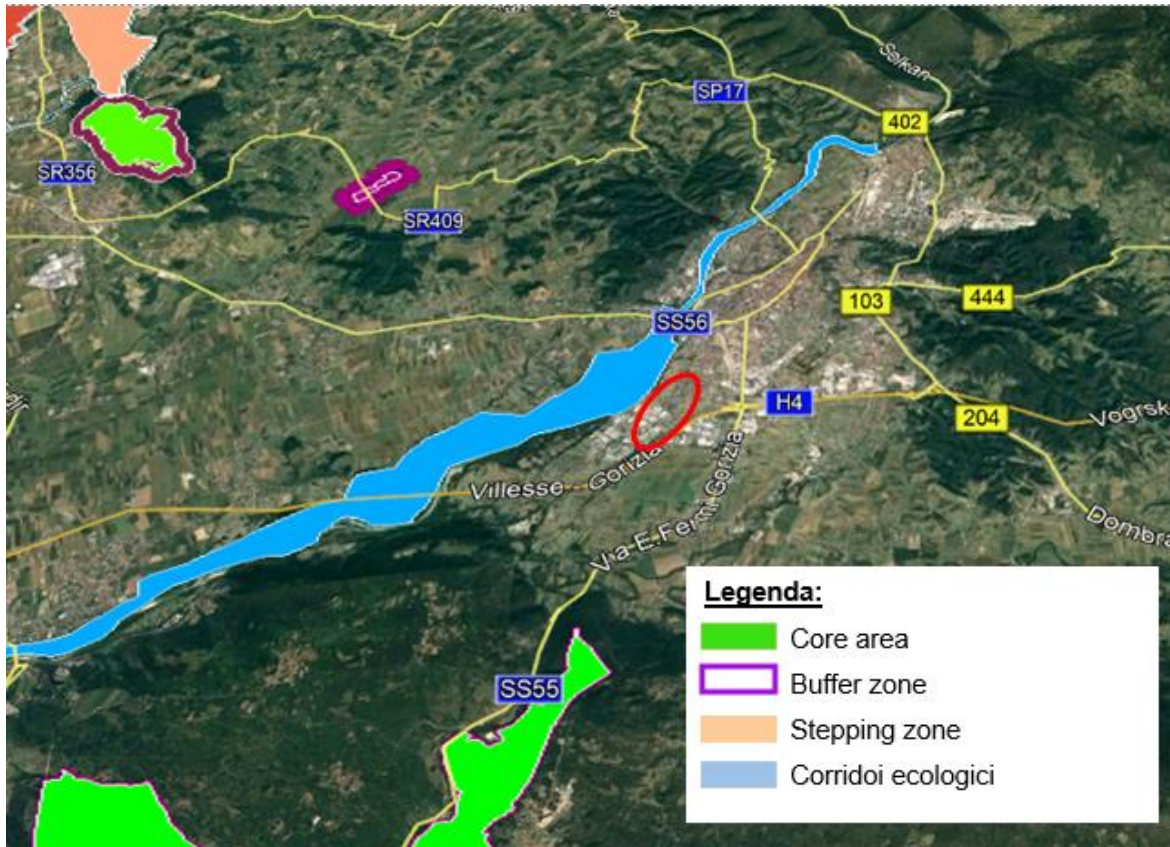 Solkan
SP17
402
SR356
SR409
103
444
SS56
H4
204
Vogrsk
Villesse - Gorizia
Via E. Fermi Gorizia
Dombra
SS55
Legenda:
Core area
Buffer zone
Stepping zone
Corridoi ecologici